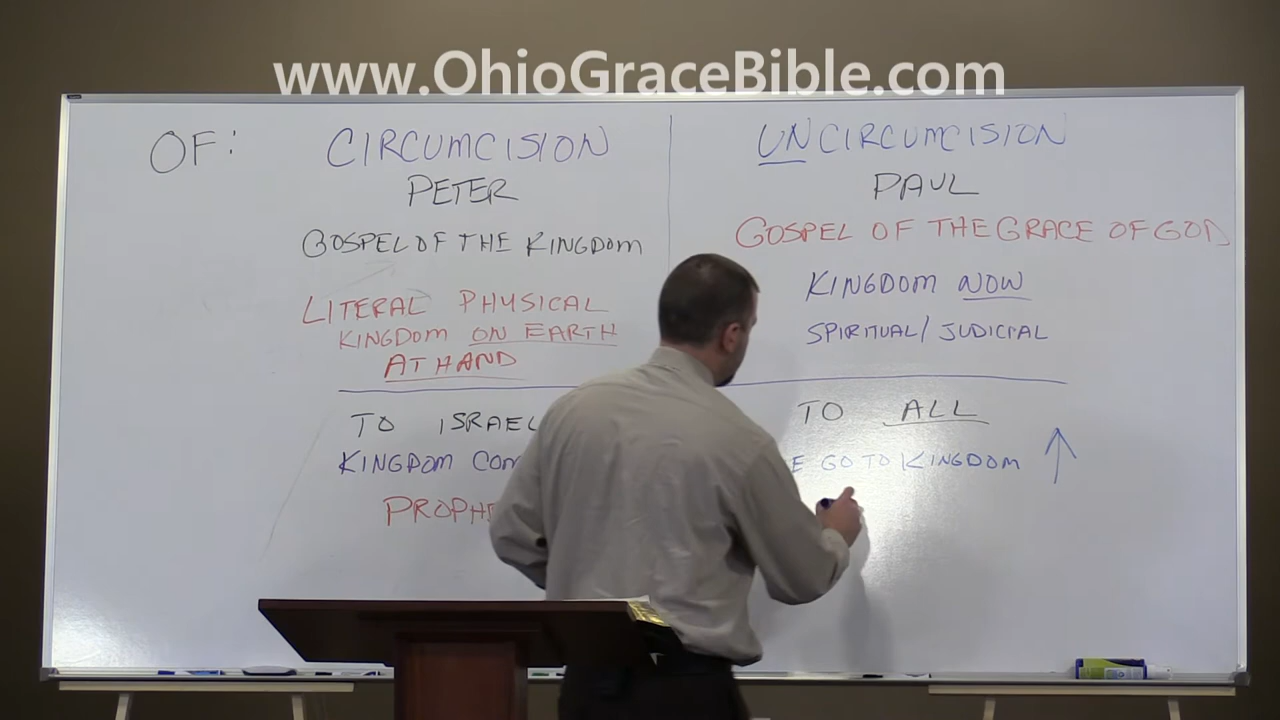 www.OhioGraceBible.com
OF:
CIRCUMCISION
PETER
GOSPEL OF THE KINGDOM
LITERAL PHYSICAL
KINGDOM ON EARTH
AT HAND
TO ISRAEL
KINGDOM
UNCIRCUMCISION
PAUL
GOSPEL OF THE GRACE OF GOD
KINGDOM NOW
SPIRITUAL/JUDICIAL
TO ALL
GO TO KINGDOM